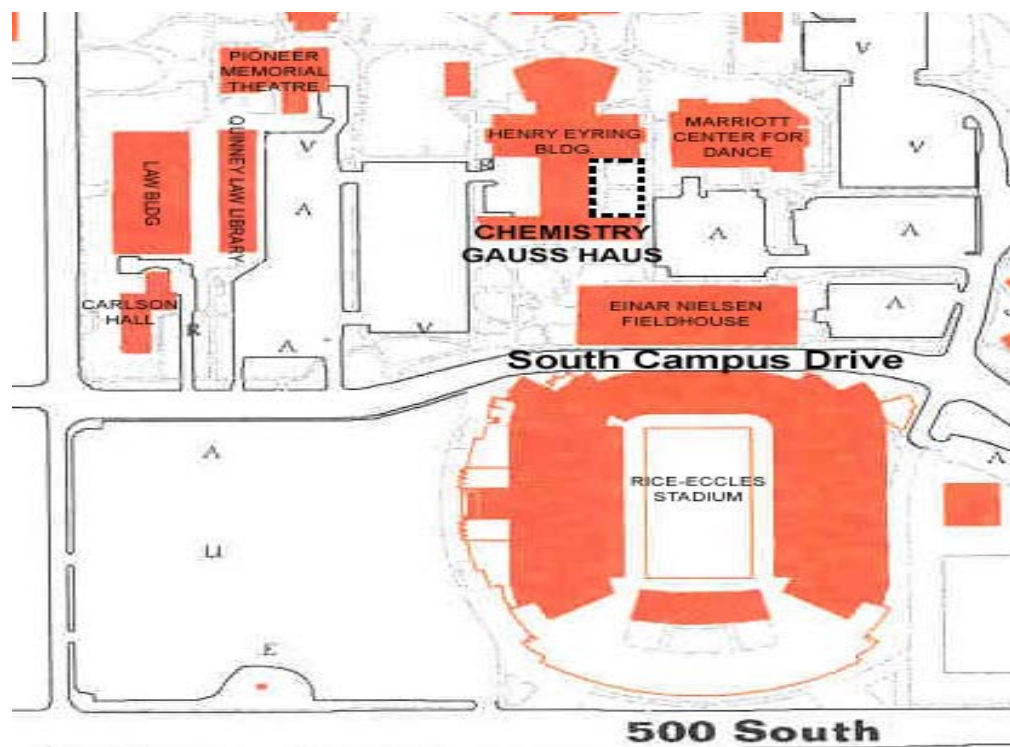 PIONEER
MEMORIAL
THEATRE
V
QUINNEY LAW LIBRARY
LAW BLDG
HENRY EYRING
BLDG.
MARRIOTT
CENTER FOR
DANCE
V
V
A
CHEMISTRY
GAUSS HAUS
A
A
CARLSON
HALL
R
A
V
EINAR NIELSEN
FIELDHOUSE
A
South Campus Drive
A
A
U
RICE-ECCLES
STADIUM
E
500 South